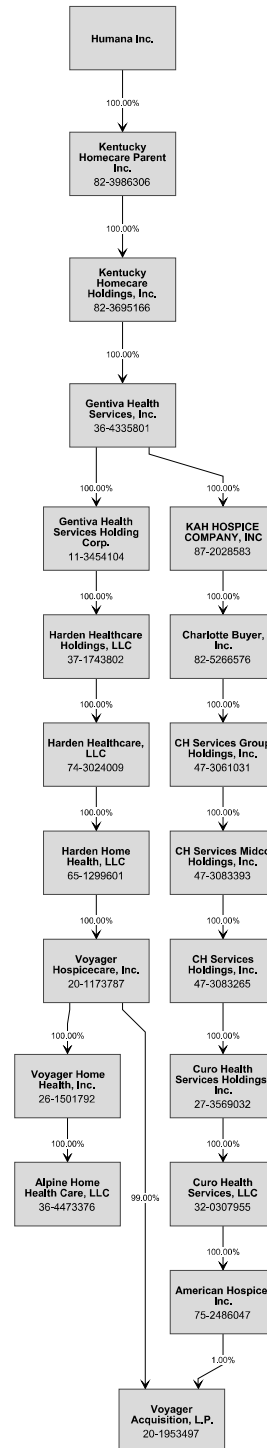 Humana Inc.
100.00%
Kentucky
Homecare Parent
Inc.
82-3986306
100.00%
Kentucky
Homecare
Holdings, Inc.
82-3695166
100.00%
Gentiva Health
Services, Inc.
36-4335801
100.00%
100.00%
Gentiva Health
Services Holding
Corp.
11-3454104
KAH HOSPICE
COMPANY, INC
87-2028583
100.00%
100.00%
Harden Healthcare
Holdings, LLC
37-1743802
Charlotte Buyer,
Inc.
82-5266576
100.00%
100.00%
Harden Healthcare,
LLC
74-3024009
CH Services Group
Holdings, Inc.
47-3061031
100.00%
100.00%
Harden Home
Health, LLC
65-1299601
CH Services Midco
Holdings, Inc.
47-3083393
100.00%
100.00%
Voyager
Hospicecare, Inc.
20-1173787
CH Services
Holdings, Inc.
47-3083265
100.00%
100.00%
Voyager Home
Health, Inc.
26-1501792
Curo Health
Services Holdings,
Inc.
27-3569032
100.00%
100.00%
Alpine Home
Health Care, LLC
36-4473376
99.00%
Curo Health
Services, LLC
32-0307955
100.00%
American Hospice,
Inc.
75-2486047
1.00%
Voyager
Acquisition, L.P.
20-1953497